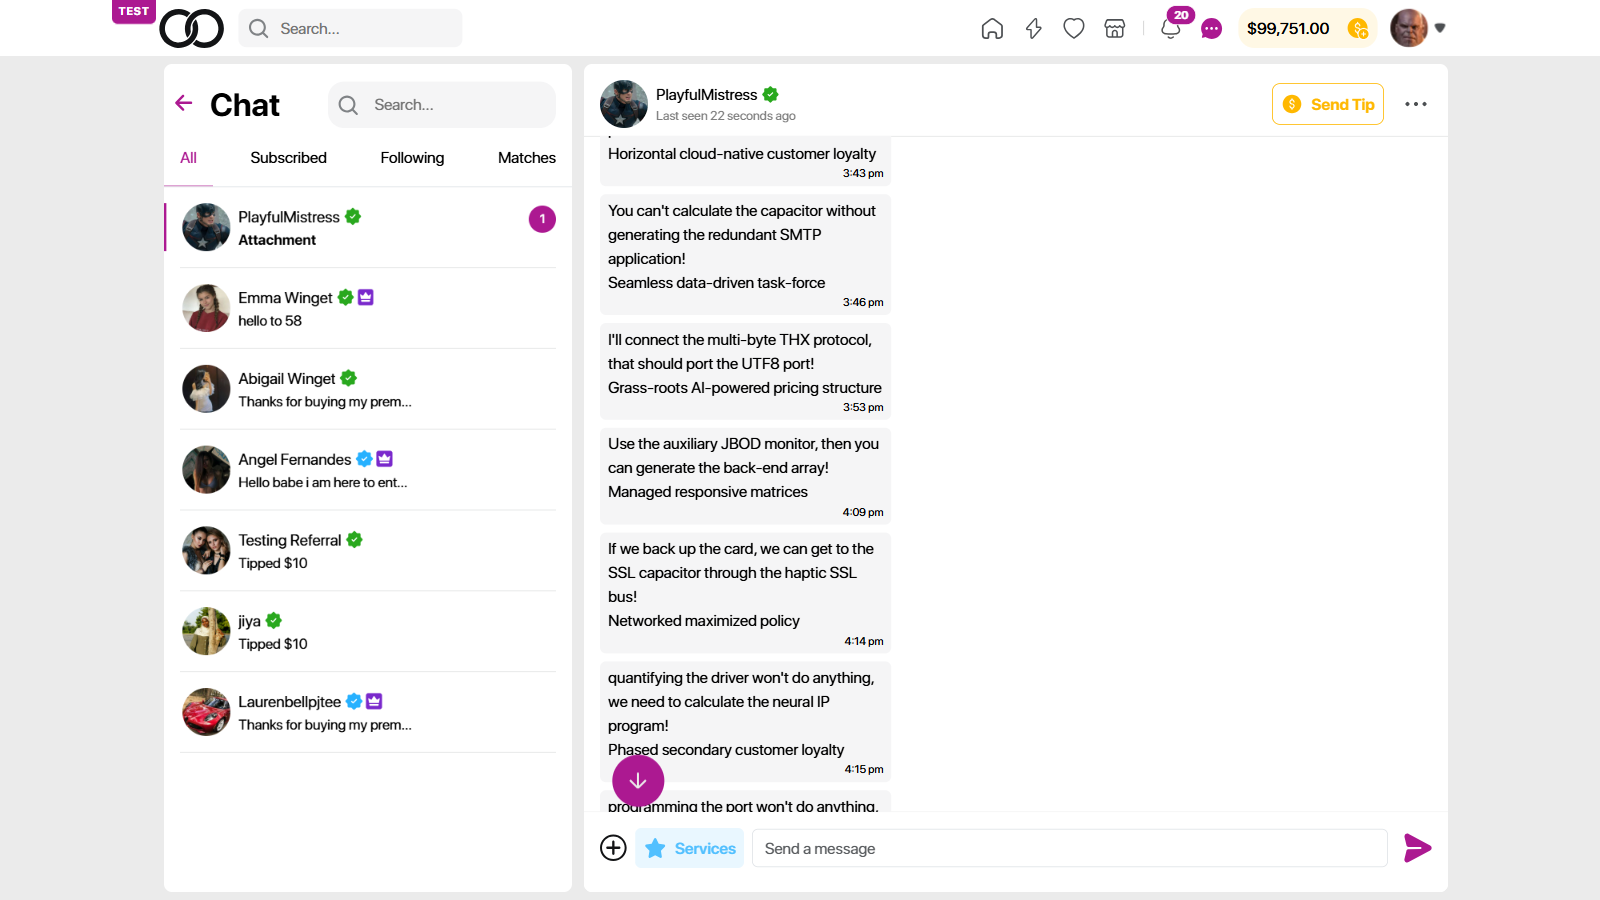 TEST
Search...
20
$99,751.00
Chat
Search...
All
Subscribed
Following
Matches
PlayfulMistress
Attachment
1
Emma Winget
hello to 58
Abigail Winget
Thanks for buying my prem...
Angel Fernandes
Hello babe i am here to ent...
Testing Referral
Tipped $10
jiya
Tipped $10
Laurenbellpjtee
Thanks for buying my prem...
PlayfulMistress
Last seen 22 seconds ago
Send Tip
Horizontal cloud-native customer loyalty
3:43 pm
You can't calculate the capacitor without
generating the redundant SMTP
application!
Seamless data-driven task-force
3:46 pm
I'll connect the multi-byte THX protocol,
that should port the UTF8 port!
Grass-roots AI-powered pricing structure
3:53 pm
Use the auxiliary JBOD monitor, then you
can generate the back-end array!
Managed responsive matrices
4:09 pm
If we back up the card, we can get to the
SSL capacitor through the haptic SSL
bus!
Networked maximized policy
4:14 pm
quantifying the driver won't do anything,
we need to calculate the neural IP
program!
Phased secondary customer loyalty
4:15 pm
programming the port won't do anything,
Services
Send a message